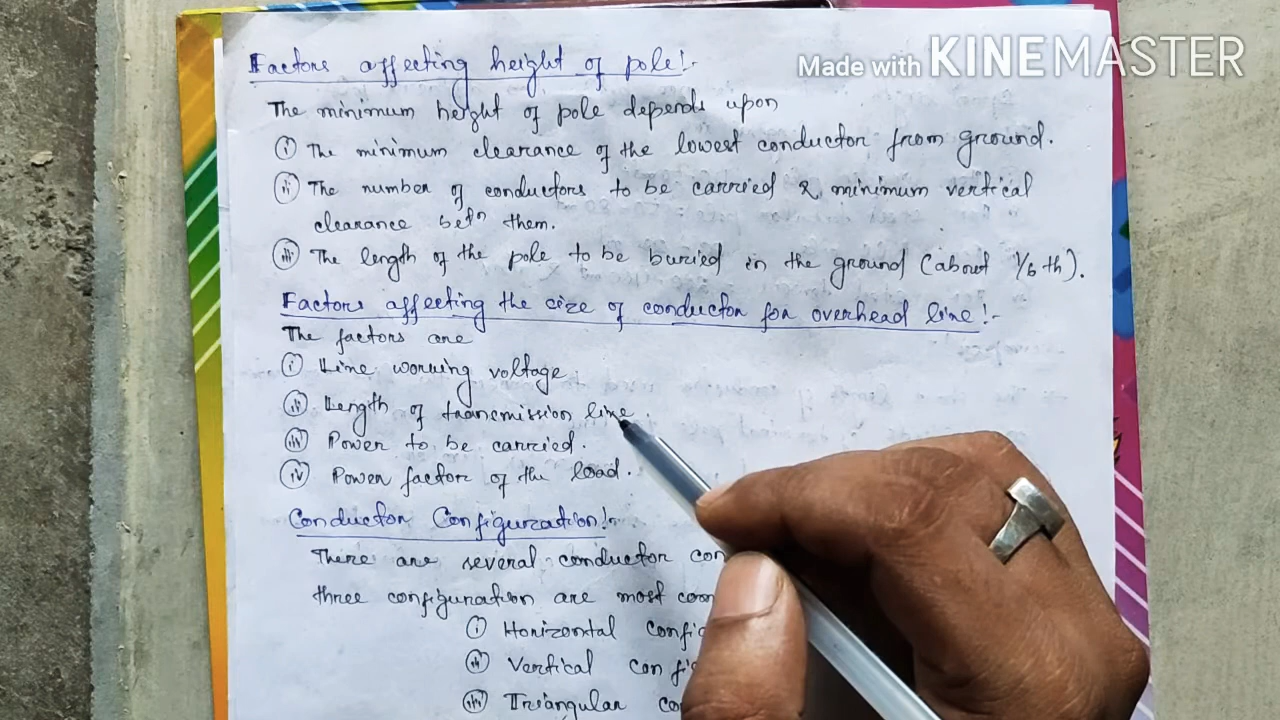 Made with KINEMASTER
Factors affecting height of pole:-
The minimum height of pole depends upon
(i) The minimum clearance of the lowest conductor from ground.
(ii) The number of conductors to be carried & minimum vertical
clearance betn them.
(iii) The length of the pole to be buried in the ground (about 1/6 th).
Factors affecting the size of conductor for overhead line:-
The factors are
(i) Line working voltage.
(ii) Length of transmission line.
(iii) Power to be carried.
(iv) Power factor of the load.
Conductor Configuration:-
There are several conductor
three configuration are most
(i) Horizontal
(ii) Vertical
(iii) Triangular